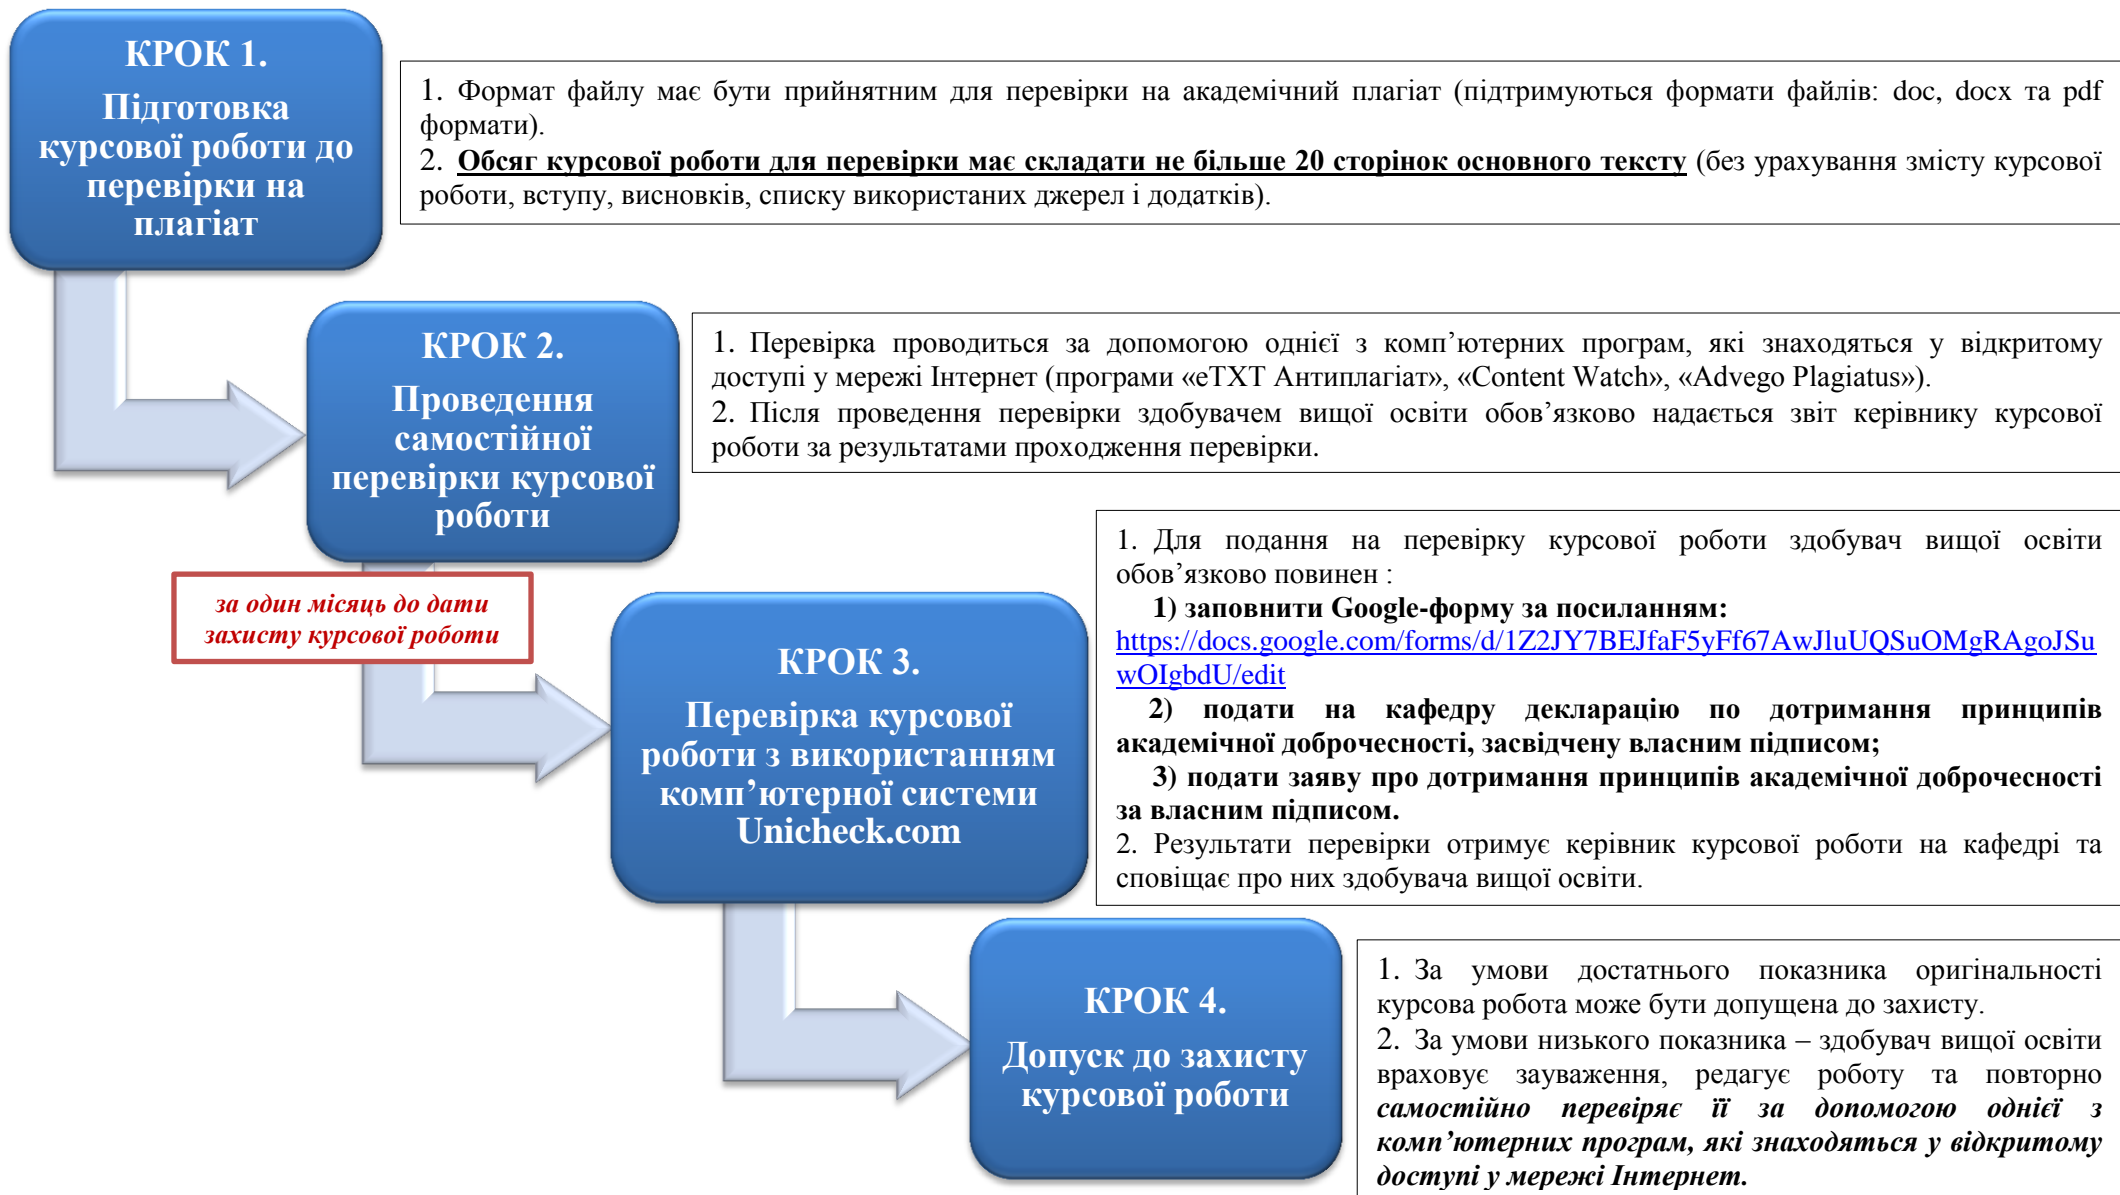 КРОК 1.
Підготовка
курсової роботи до
перевірки на
плагіат
1. Формат файлу має бути прийнятним для перевірки на академічний плагіат (підтримуються формати файлів: doc, docx та pdf
формати).
2. Обсяг курсової роботи для перевірки має складати не більше 20 сторінок основного тексту (без урахування змісту курсової
роботи, вступу, висновків, списку використаних джерел і додатків).
КРОК 2.
Проведення
самостійної
перевірки курсової
роботи
1. Перевірка проводиться за допомогою однієї з комп’ютерних програм, які знаходяться у відкритому
доступі у мережі Інтернет (програми «eTXT Антиплагіат», «Content Watch», «Advego Plagiatus»).
2. Після проведення перевірки здобувачем вищої освіти обов’язково надається звіт керівнику курсової
роботи за результатами проходження перевірки.
за один місяць до дати
захисту курсової роботи
КРОК 3.
Перевірка курсової
роботи з використанням
комп’ютерної системи
Unicheck.com
1. Для подання на перевірку курсової роботи здобувач вищої освіти
обов’язково повинен :
1) заповнити Google-форму за посиланням:
https://docs.google.com/forms/d/1Z2JY7BEJfaF5yFf67AwJluUQSuOMgRAgoJSu
wOIgbdU/edit
2) подати на кафедру декларацію по дотримання принципів
академічної доброчесності, засвідчену власним підписом;
3) подати заяву про дотримання принципів академічної доброчесності
за власним підписом.
2. Результати перевірки отримує керівник курсової роботи на кафедрі та
сповіщає про них здобувача вищої освіти.
КРОК 4.
Допуск до захисту
курсової роботи
1. За умови достатнього показника оригінальності
курсова робота може бути допущена до захисту.
2. За умови низького показника – здобувач вищої освіти
враховує зауваження, редагує роботу та повторно
самостійно перевіряє її за допомогою однієї з
комп’ютерних програм, які знаходяться у відкритому
доступі у мережі Інтернет.